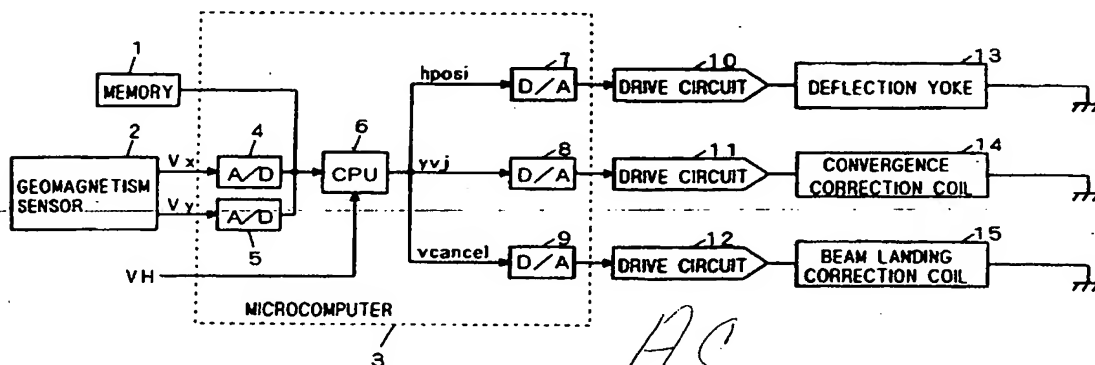 1
MEMORY
2
GEOMAGNETISM
SENSOR
Vx
Vy
4
A/D
A/D
5
VH
6
CPU
MICROCOMPUTER
3
hposi
yvj
vcancel
7
D/A
8
D/A
9
D/A
10
DRIVE CIRCUIT
11
DRIVE CIRCUIT
12
DRIVE CIRCUIT
13
DEFLECTION YOKE
14
CONVERGENCE
CORRECTION COIL
15
BEAM LANDING
CORRECTION COIL